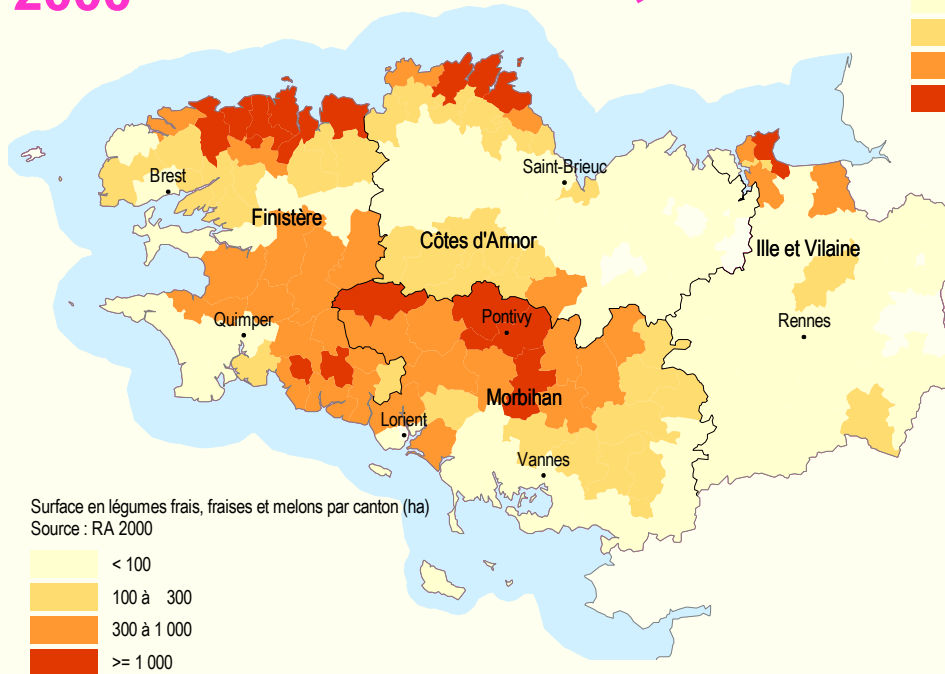 2000
Saint-Brieuc
Brest
Finistère
Côtes d'Armor
Ille et Vilaine
Quimper
Pontivy
Rennes
Morbihan
Lorient
Vannes
Surface en légumes frais, fraises et melons par canton (ha)
Source : RA 2000
< 100
100 à 300
300 à 1 000
>= 1 000